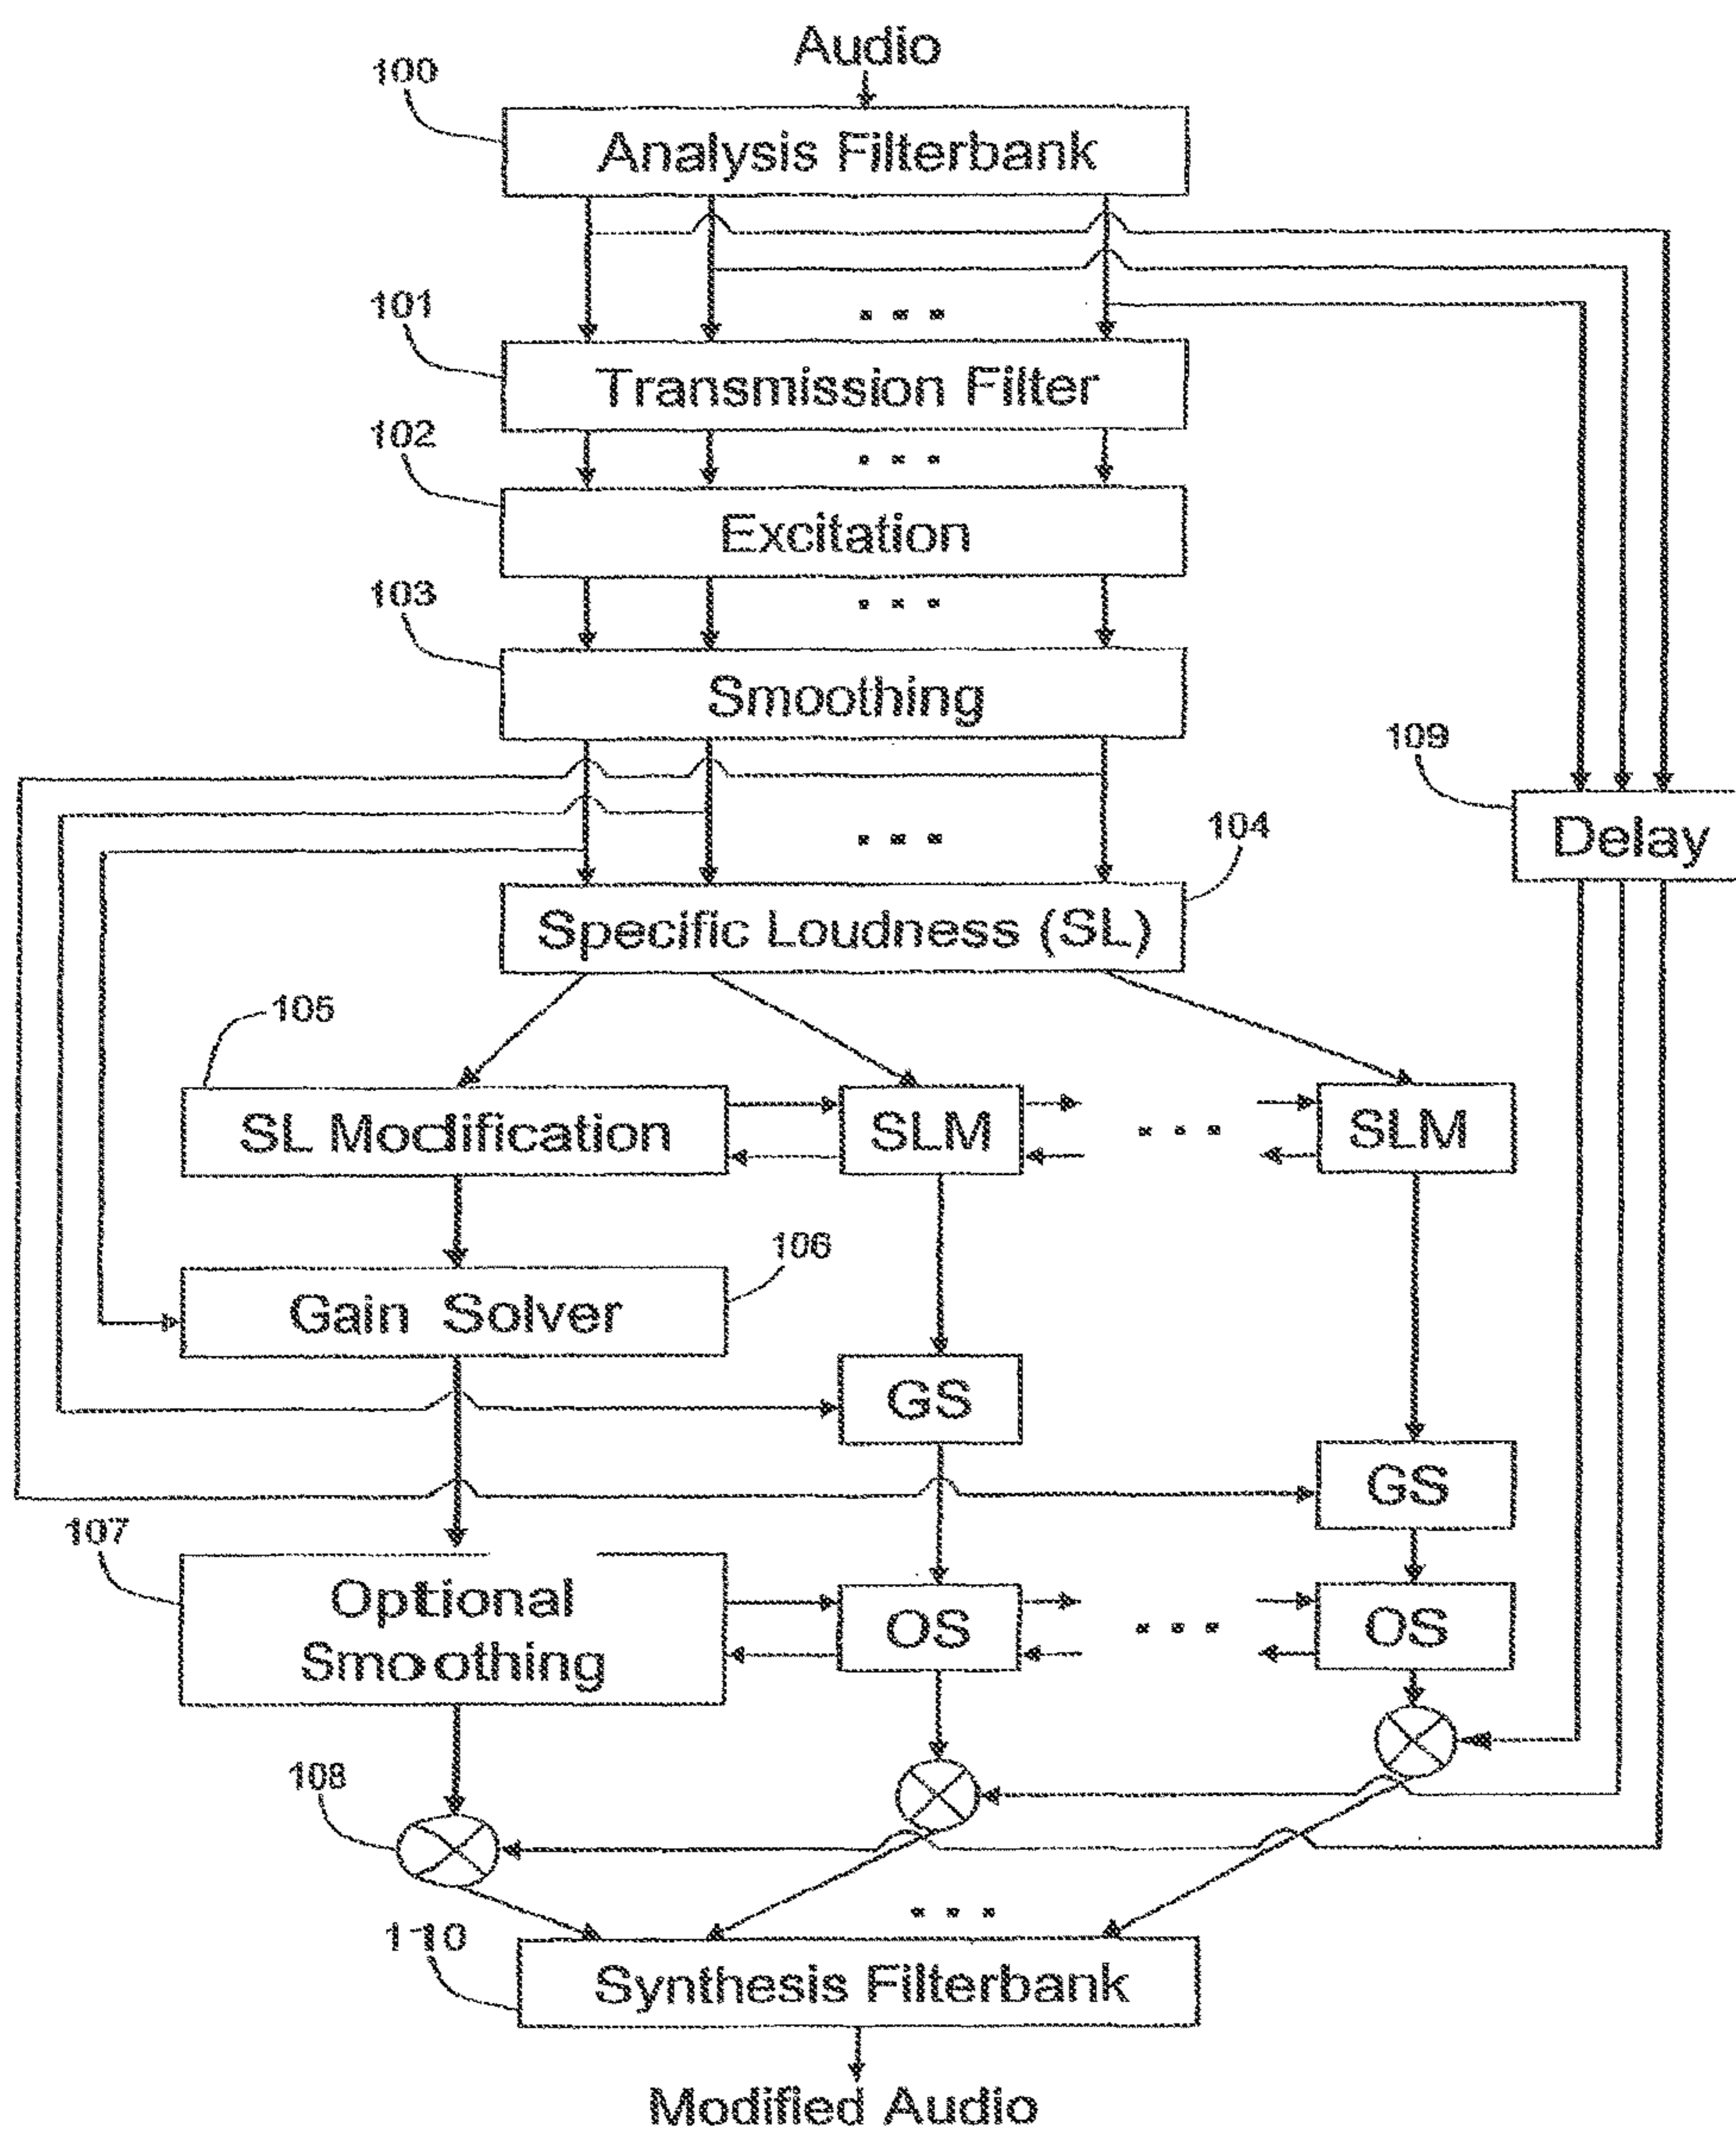 Audio
100
Analysis Filterbank
101
. . .
Transmission Filter
102
. . .
Excitation
103
. . .
Smoothing
109
Delay
104
. . .
Specific Loudness (SL)
105
SL Modification
SLM
. . .
SLM
106
Gain Solver
GS
GS
107
Optional
Smoothing
OS
. . .
OS
108
. . .
110
Synthesis Filterbank
Modified Audio